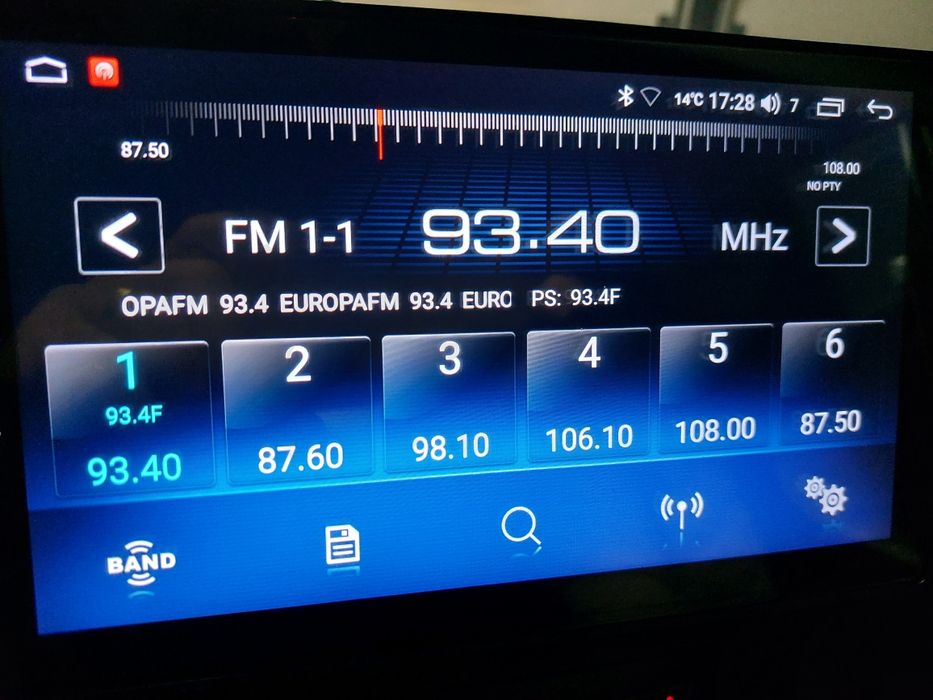 14°C 17:28 7
87.50
108.00
NO PTY
FM 1-1 93.40 MHz
OPAFM 93.4 EUROPAFM 93.4 EURO PS: 93.4F
1 2 3 4 5 6
93.4F
93.40 87.60 98.10 106.10 108.00 87.50
BAND